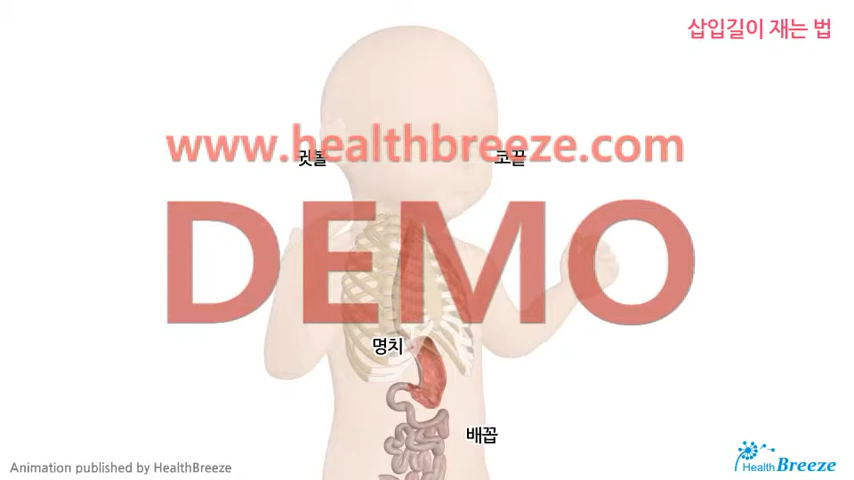 삽입길이 재는 법
www.healthbreeze.com
귓볼 코끝
DEMO
명치
배꼽
Animation published by HealthBreeze
Health Breeze